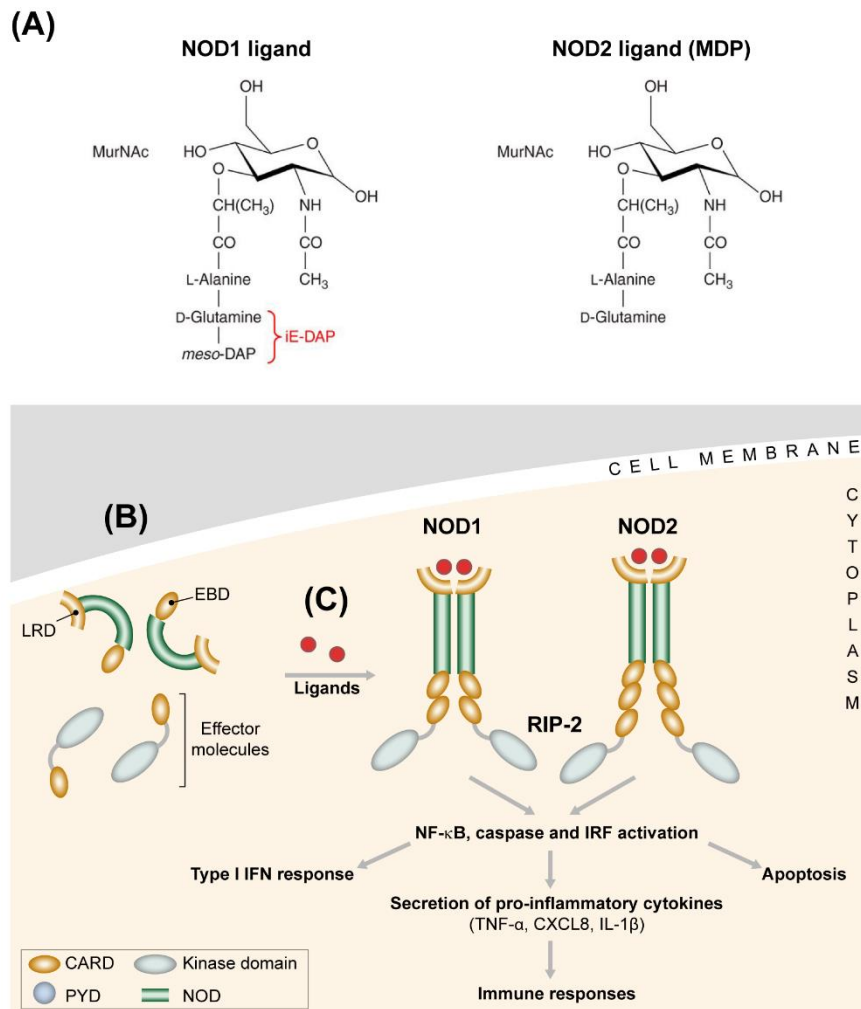 (A)
NOD1 ligand
NOD2 ligand (MDP)
OH
MurNAc
HO
O
O
OH
CH(CH₃)
NH
CO
CO
L-Alanine
CH₃
D-Glutamine
iE-DAP
meso-DAP
OH
MurNAc
HO
O
O
OH
CH(CH₃)
NH
CO
CO
L-Alanine
CH₃
D-Glutamine
CELL MEMBRANE
CYTOPLASM
(B)
EBD
LRD
(C)
Ligands
Effector
molecules
NOD1
NOD2
RIP-2
NF-κB, caspase and IRF activation
Type I IFN response
Apoptosis
Secretion of pro-inflammatory cytokines
(TNF-α, CXCL8, IL-1β)
Immune responses
CARD
Kinase domain
PYD
NOD